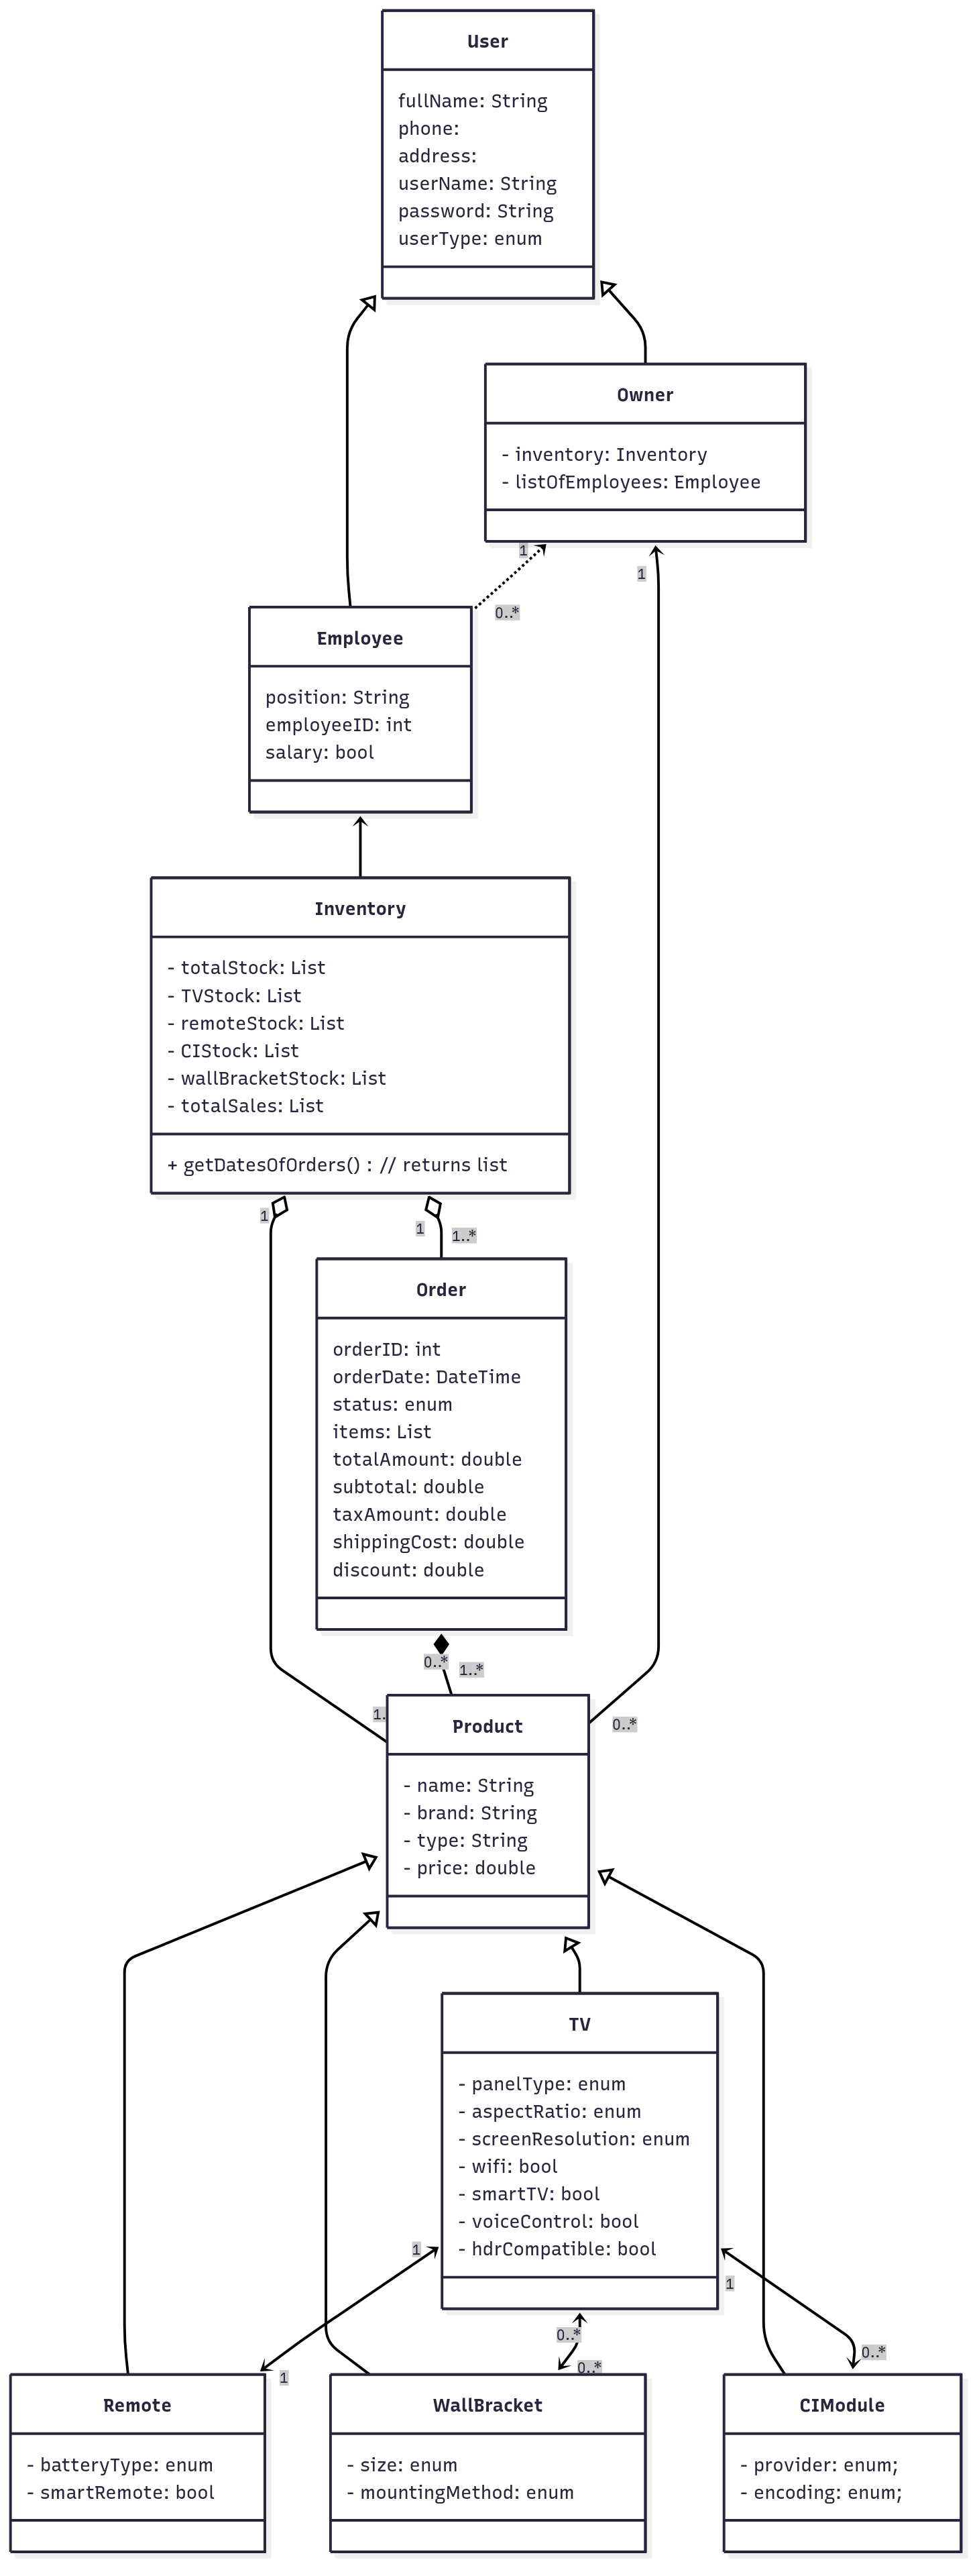 User
fullName: String
phone:
address:
userName: String
password: String
userType: enum
Owner
- inventory: Inventory
- listOfEmployees: Employee
1
1
0..*
Employee
position: String
employeeID: int
salary: bool
Inventory
- totalStock: List
- TVStock: List
- remoteStock: List
- CIStock: List
- wallBracketStock: List
- totalSales: List
+ getDatesOfOrders() : // returns list
1
1
1..*
Order
orderID: int
orderDate: DateTime
status: enum
items: List
totalAmount: double
subtotal: double
taxAmount: double
shippingCost: double
discount: double
0..*
1..*
1.
0..*
Product
- name: String
- brand: String
- type: String
- price: double
TV
- panelType: enum
- aspectRatio: enum
- screenResolution: enum
- wifi: bool
- smartTV: bool
- voiceControl: bool
- hdrCompatible: bool
1
1
0..*
0..*
0..*
1
Remote
- batteryType: enum
- smartRemote: bool
WallBracket
- size: enum
- mountingMethod: enum
CIModule
- provider: enum;
- encoding: enum;